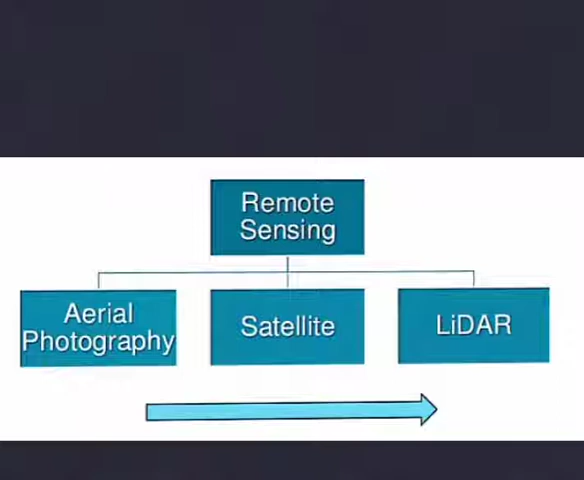 Remote
Sensing
Aerial
Photography
Satellite
LiDAR